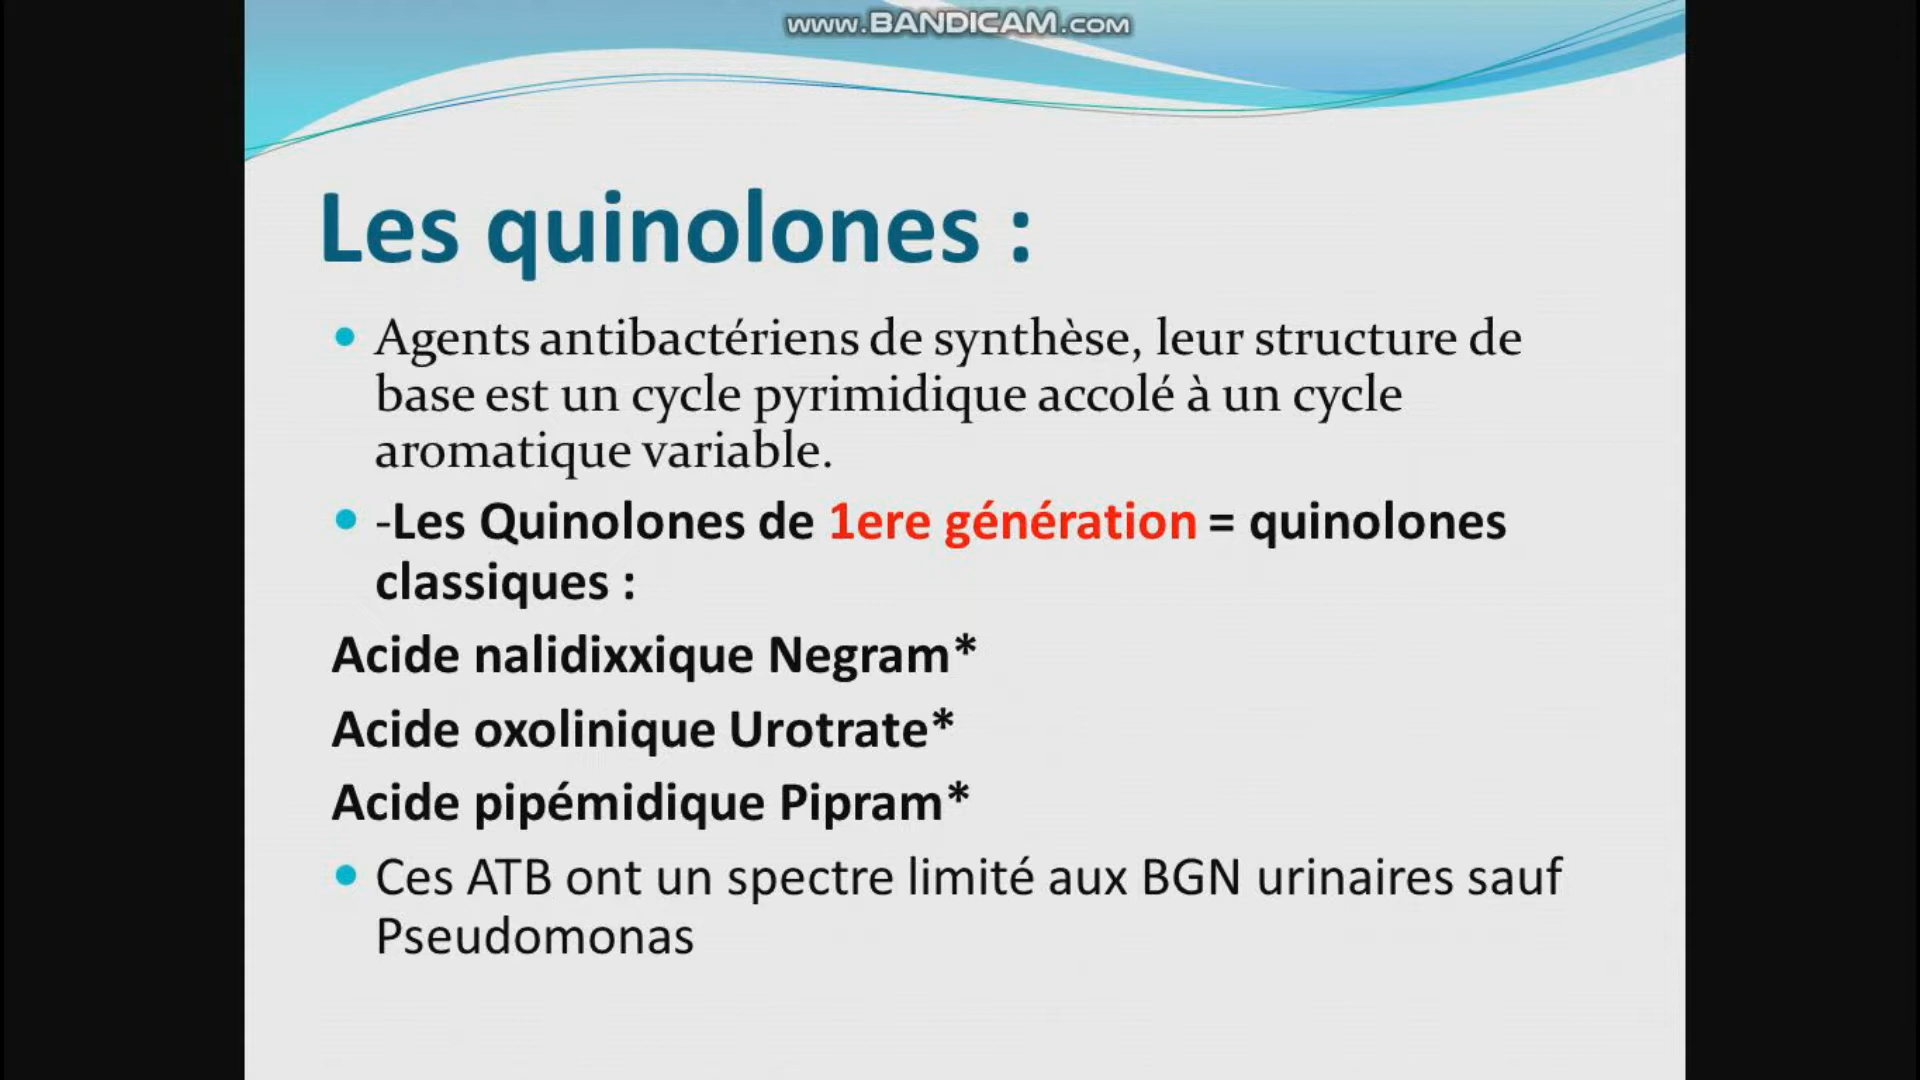 www.BANDICAM.com
Les quinolones :
Agents antibactériens de synthèse, leur structure de
base est un cycle pyrimidique accolé à un cycle
aromatique variable.
-Les Quinolones de 1ere génération = quinolones
classiques :
Acide nalidixxique Negram*
Acide oxolinique Urotrate*
Acide pipémidique Pipram*
Ces ATB ont un spectre limité aux BGN urinaires sauf
Pseudomonas